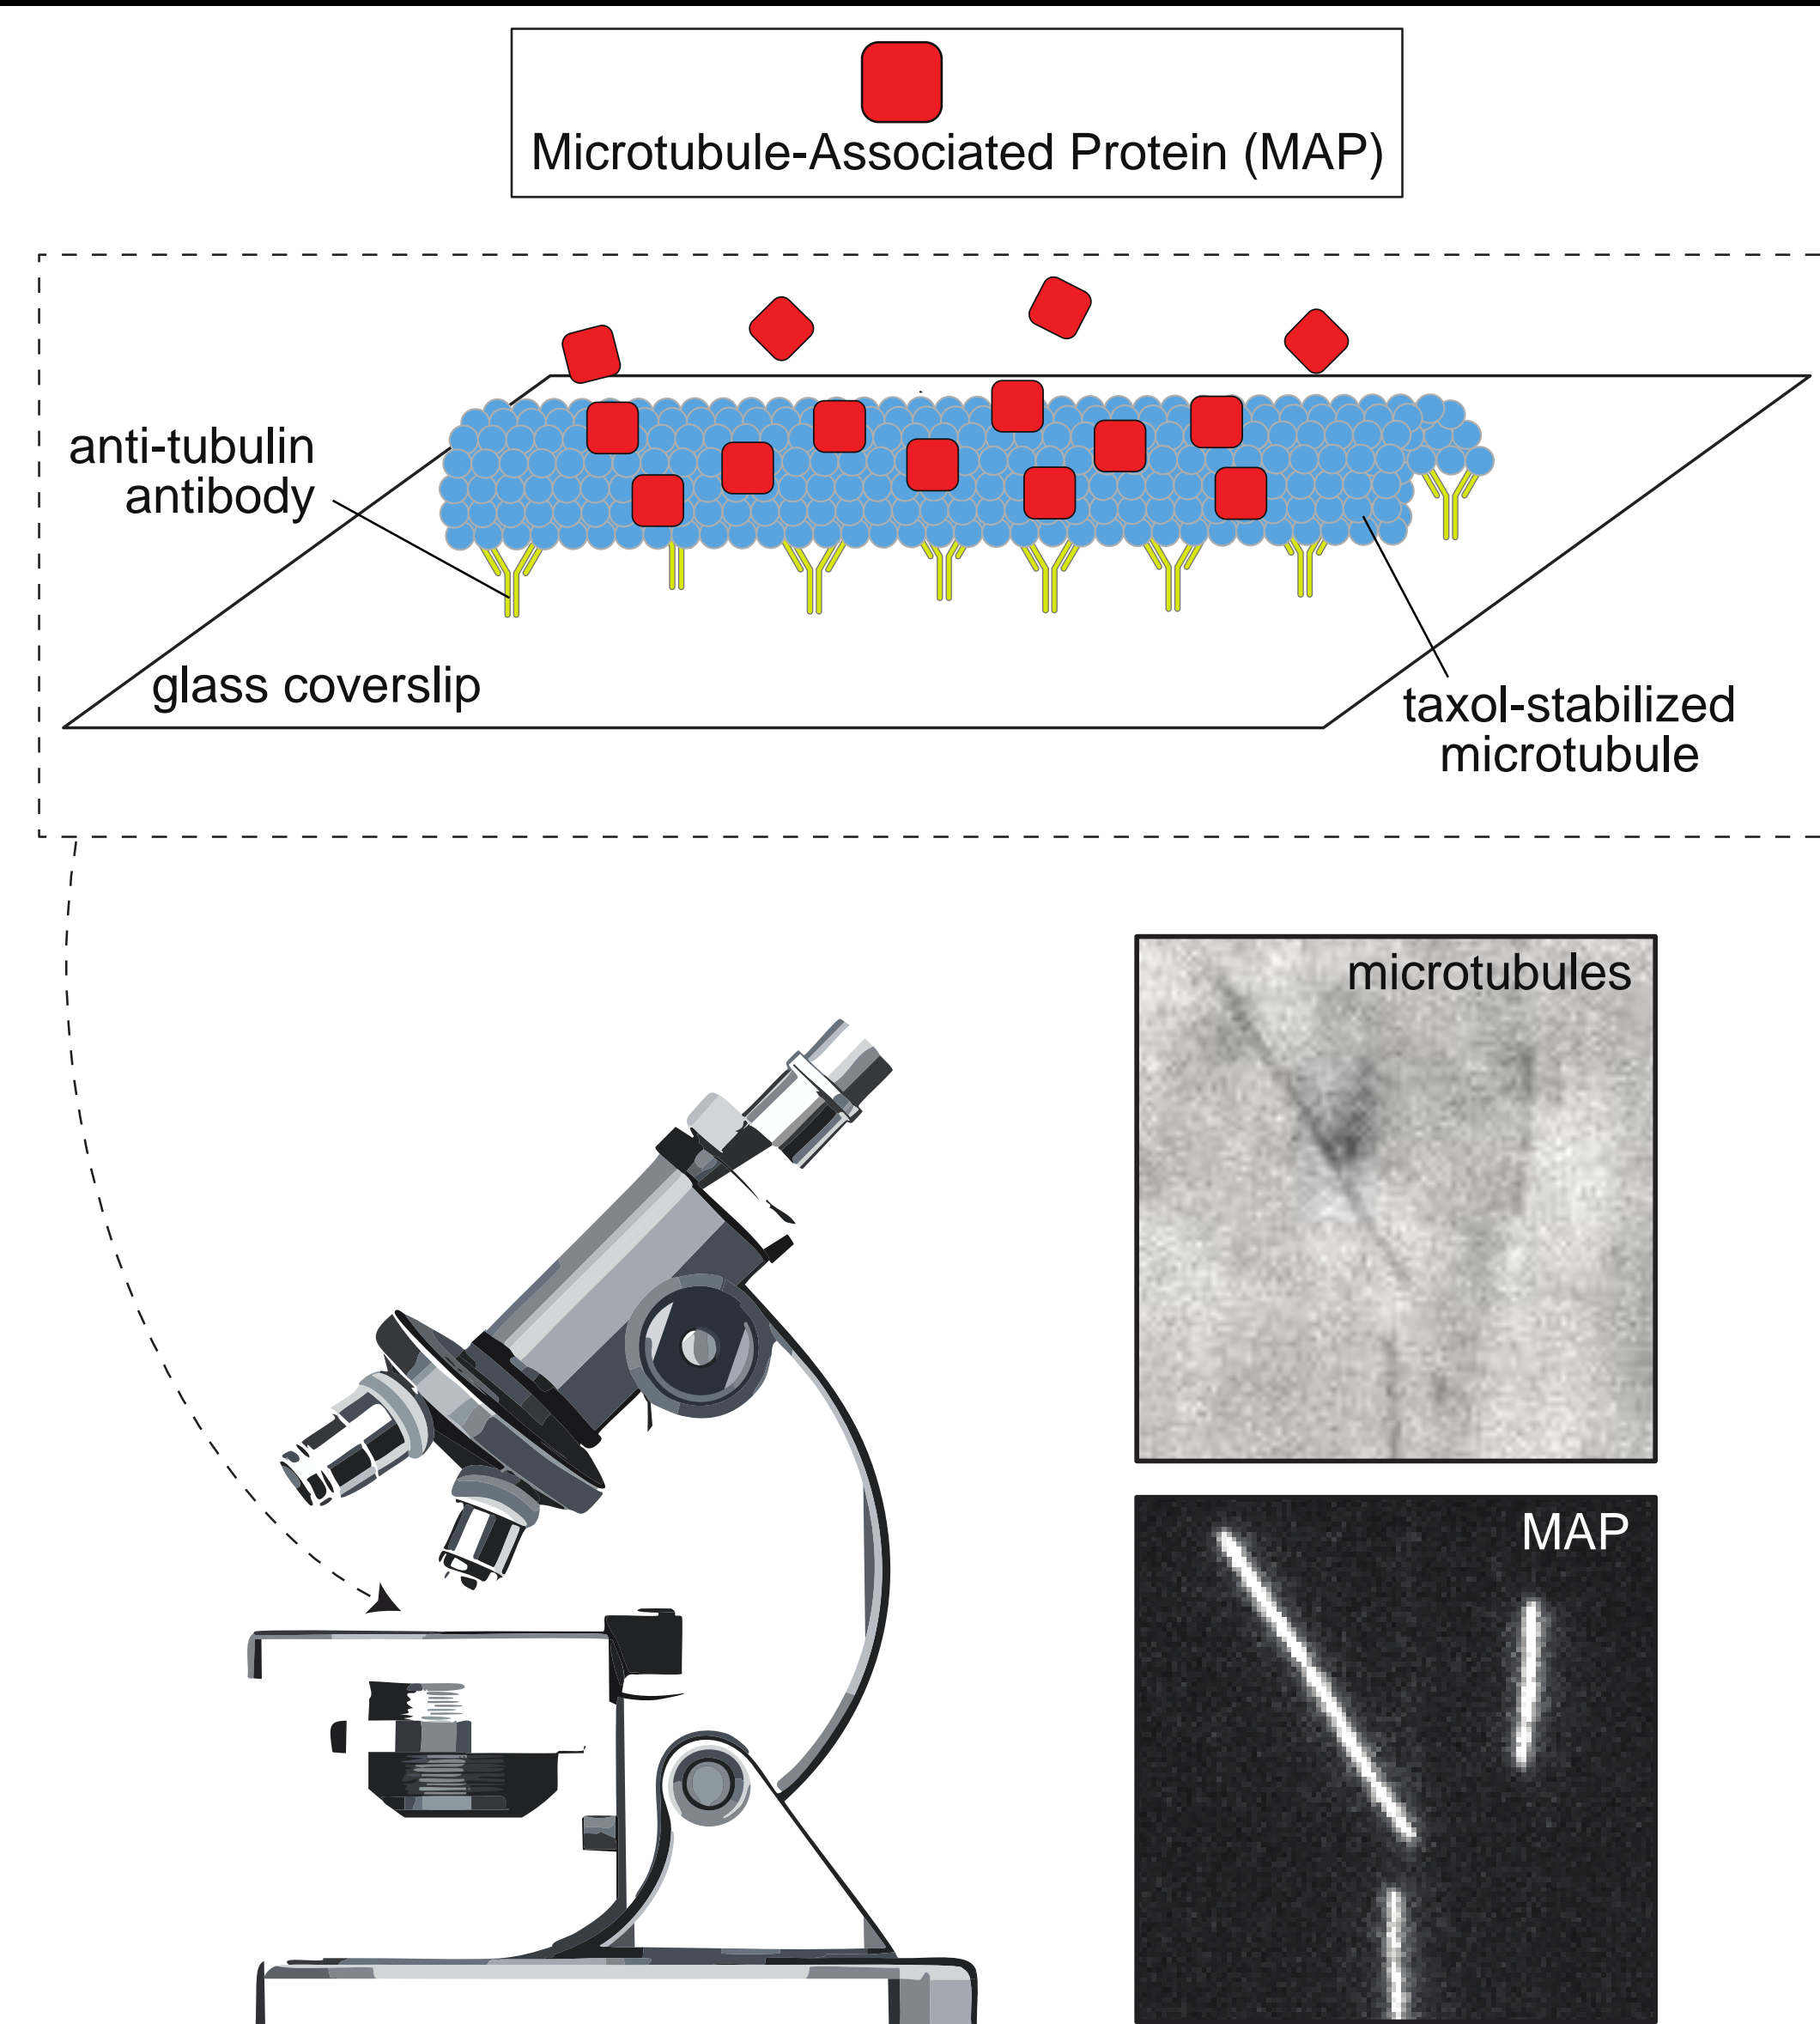 Microtubule-Associated Protein (MAP)
anti-tubulin
antibody
glass coverslip
taxol-stabilized
microtubule
microtubules
MAP